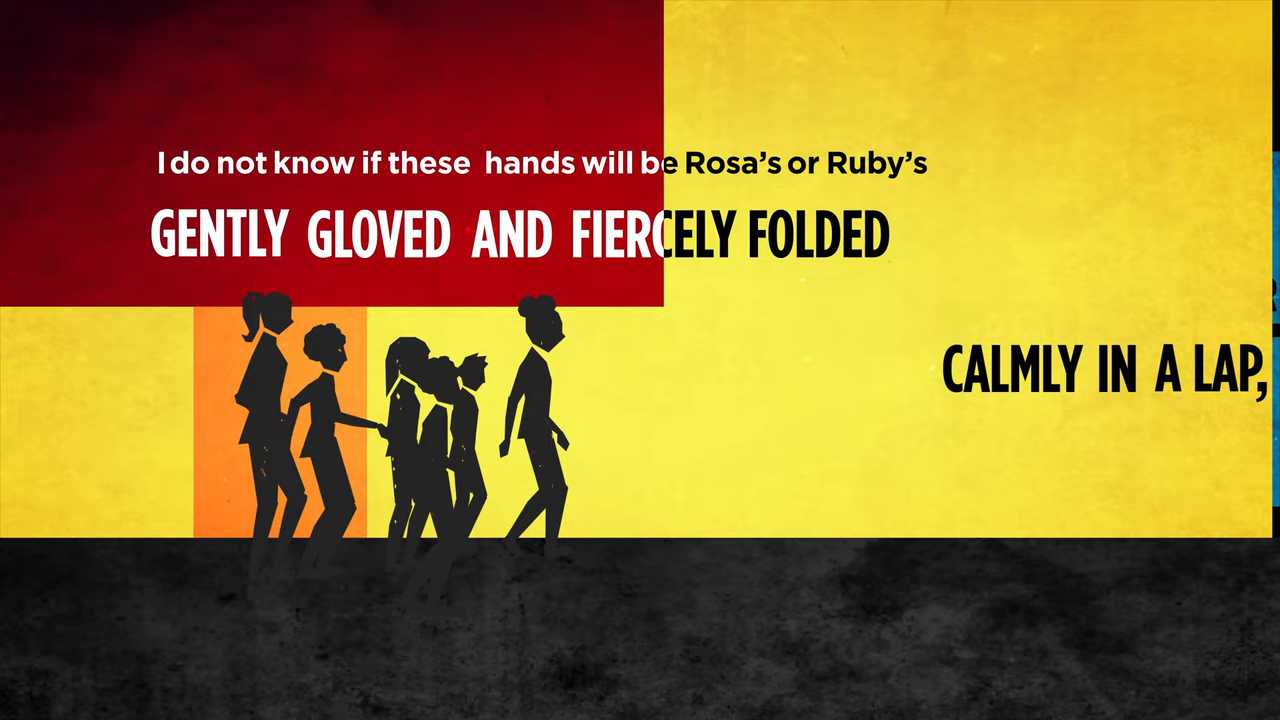 I do not know if these hands will be Rosa’s or Ruby’s
GENTLY GLOVED AND FIERCELY FOLDED
CALMLY IN A LAP,